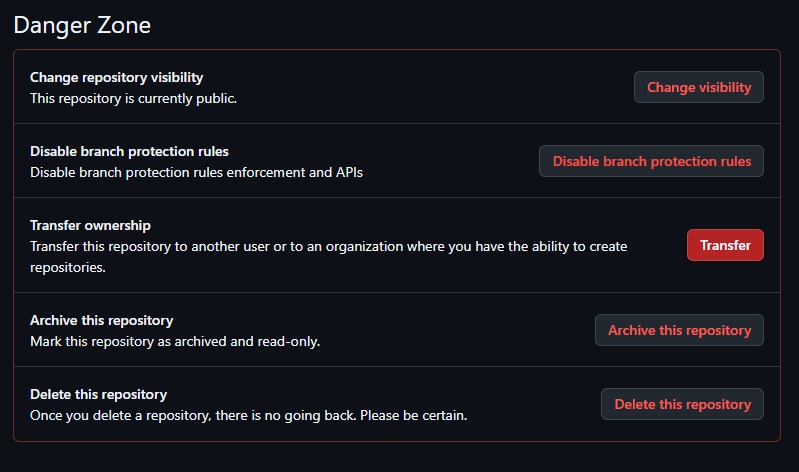 Danger Zone
Change repository visibility
This repository is currently public.
Change visibility
Disable branch protection rules
Disable branch protection rules enforcement and APIs
Disable branch protection rules
Transfer ownership
Transfer this repository to another user or to an organization where you have the ability to create
repositories.
Transfer
Archive this repository
Mark this repository as archived and read-only.
Archive this repository
Delete this repository
Once you delete a repository, there is no going back. Please be certain.
Delete this repository